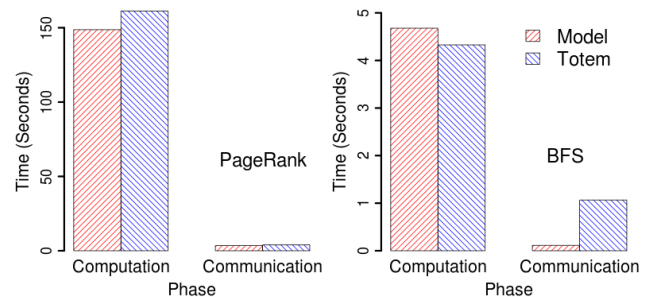 Time (Seconds)
150
100
50
0
PageRank
Computation
Communication
Phase
Time (Seconds)
5
4
3
2
1
0
Model
Totem
BFS
Computation
Communication
Phase